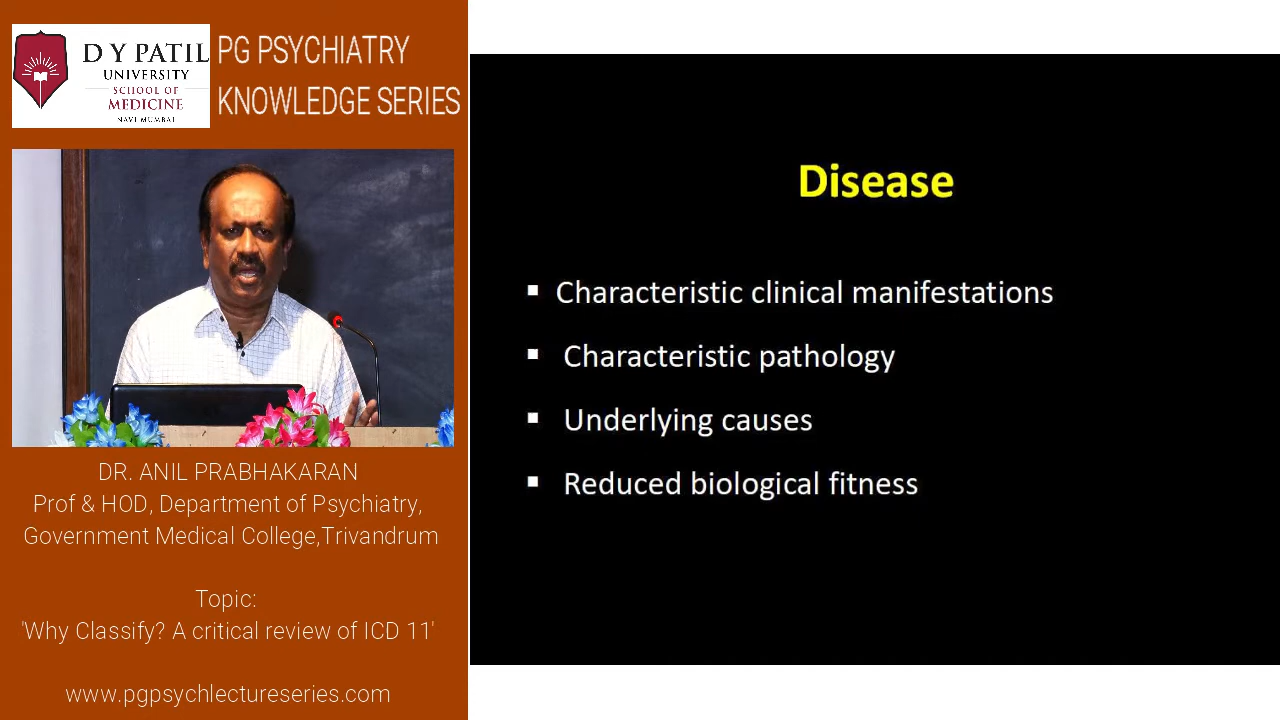 D Y PATIL
UNIVERSITY
SCHOOL OF
MEDICINE
NAVI MUMBAI
PG PSYCHIATRY
KNOWLEDGE SERIES
DR. ANIL PRABHAKARAN
Prof & HOD, Department of Psychiatry,
Government Medical College,Trivandrum
Topic:
'Why Classify? A critical review of ICD 11'
www.pgpsychlectureseries.com
Disease
▪ Characteristic clinical manifestations
▪ Characteristic pathology
▪ Underlying causes
▪ Reduced biological fitness